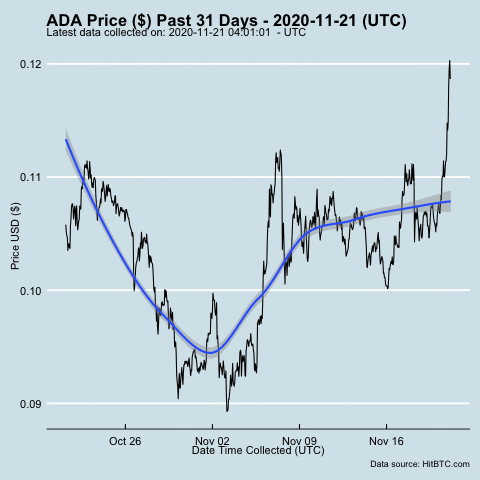 ADA Price ($) Past 31 Days - 2020-11-21 (UTC)
Latest data collected on: 2020-11-21 04:01:01 - UTC
0.12
0.11
0.10
0.09
Price USD ($)
Oct 26 Nov 02 Nov 09 Nov 16
Date Time Collected (UTC)
Data source: HitBTC.com